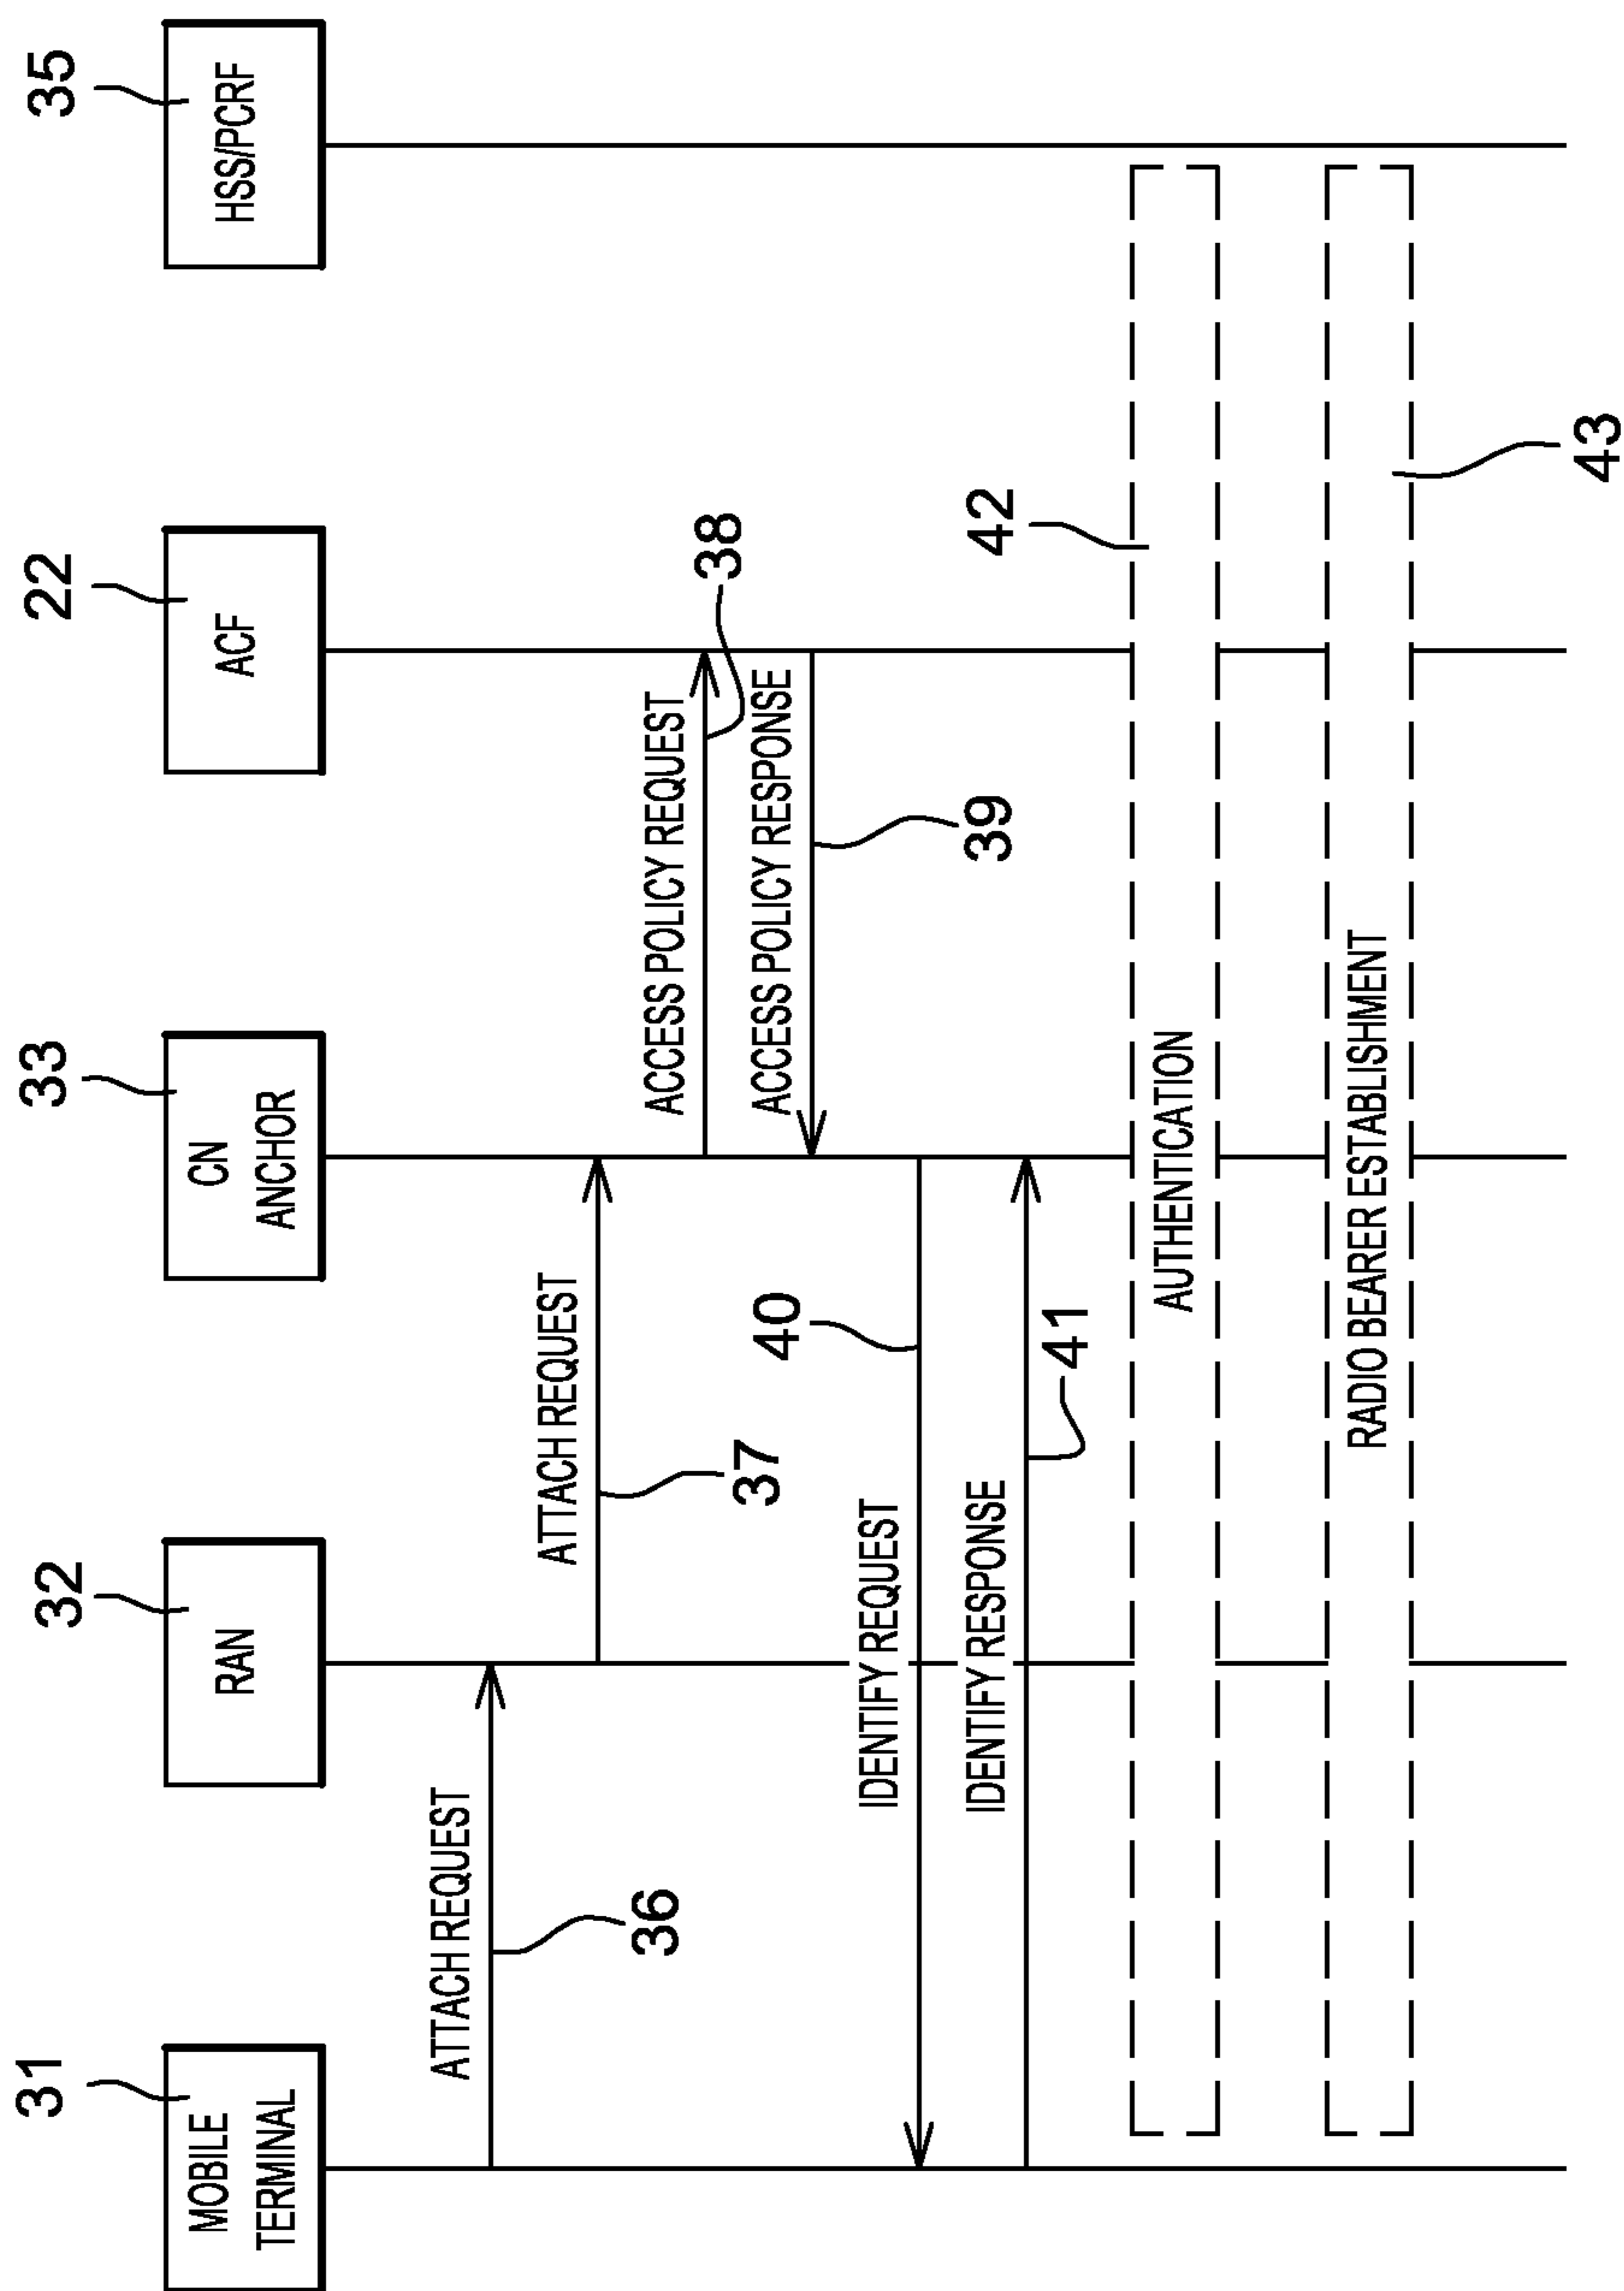 31
32
33
22
35
MOBILE
TERMINAL
RAN
CN
ANCHOR
ACF
HSS/PCRF
ATTACH REQUEST
36
ATTACH REQUEST
37
ACCESS POLICY REQUEST
38
ACCESS POLICY RESPONSE
39
IDENTIFY REQUEST
40
IDENTIFY RESPONSE
41
AUTHENTICATION
42
RADIO BEARER ESTABLISHMENT
43